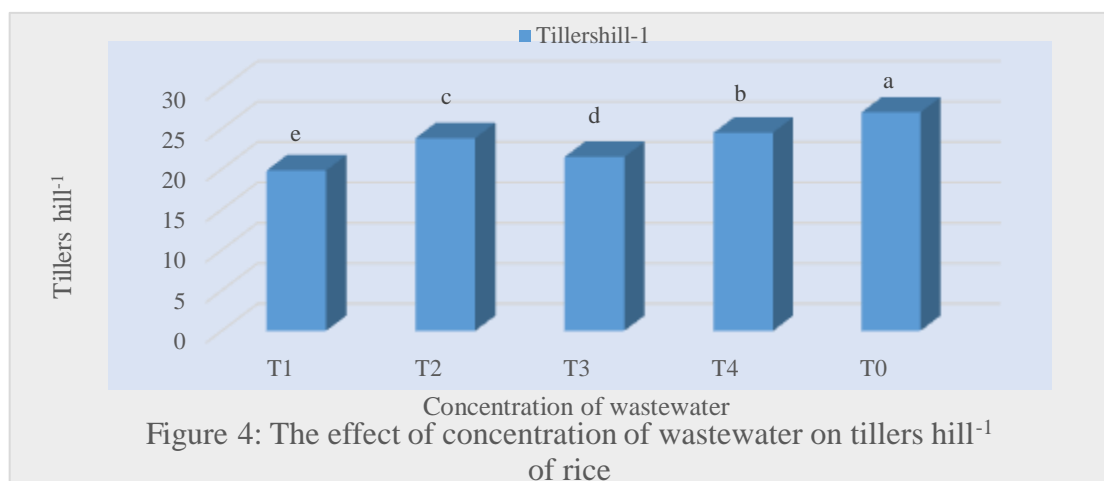 Tillershill-1
a
b
c
d
e
30
25
20
15
10
5
0
Tillers hill-1
T1 T2 T3 T4 T0
Concentration of wastewater
Figure 4: The effect of concentration of wastewater on tillers hill-1
of rice